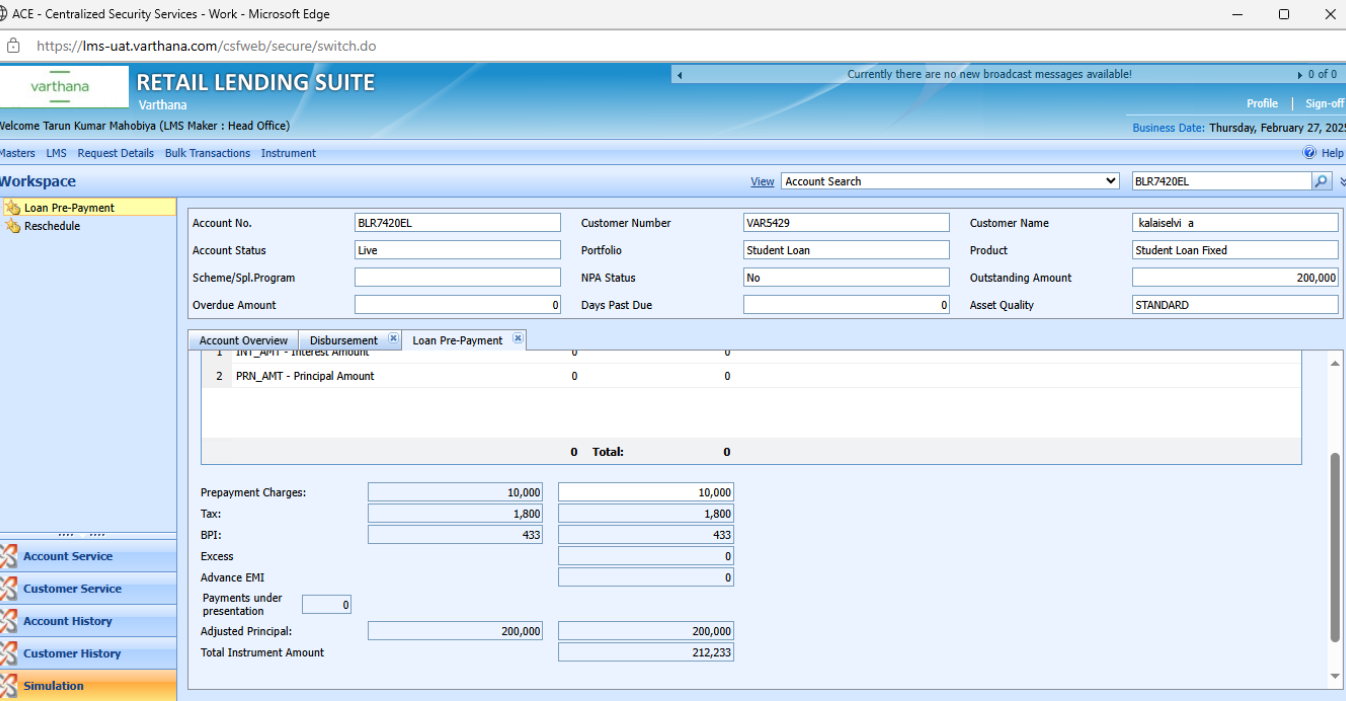 ACE - Centralized Security Services - Work - Microsoft Edge
https://lms-uat.varthana.com/csfweb/secure/switch.do
varthana
RETAIL LENDING SUITE
Varthana
Currently there are no new broadcast messages available!
0 of 0
Profile | Sign-off
Welcome Tarun Kumar Mahobiya (LMS Maker : Head Office)
Business Date: Thursday, February 27, 2025
Masters LMS Request Details Bulk Transactions Instrument
Help
Workspace
View Account Search BLR7420EL
Loan Pre-Payment
Reschedule
Account No. BLR7420EL Customer Number VAR5429 Customer Name kalaiselvi a
Account Status Live Portfolio Student Loan Product Student Loan Fixed
Scheme/Spl.Program NPA Status No Outstanding Amount 200,000
Overdue Amount 0 Days Past Due 0 Asset Quality STANDARD
Account Overview Disbursement Loan Pre-Payment
1 INT_AMT - Interest Amount 0 0
2 PRN_AMT - Principal Amount 0 0
0 Total: 0
Prepayment Charges: 10,000 10,000
Tax: 1,800 1,800
BPI: 433 433
Excess 0
Advance EMI 0
Payments under
presentation 0
Adjusted Principal: 200,000 200,000
Total Instrument Amount 212,233
Account Service
Customer Service
Account History
Customer History
Simulation